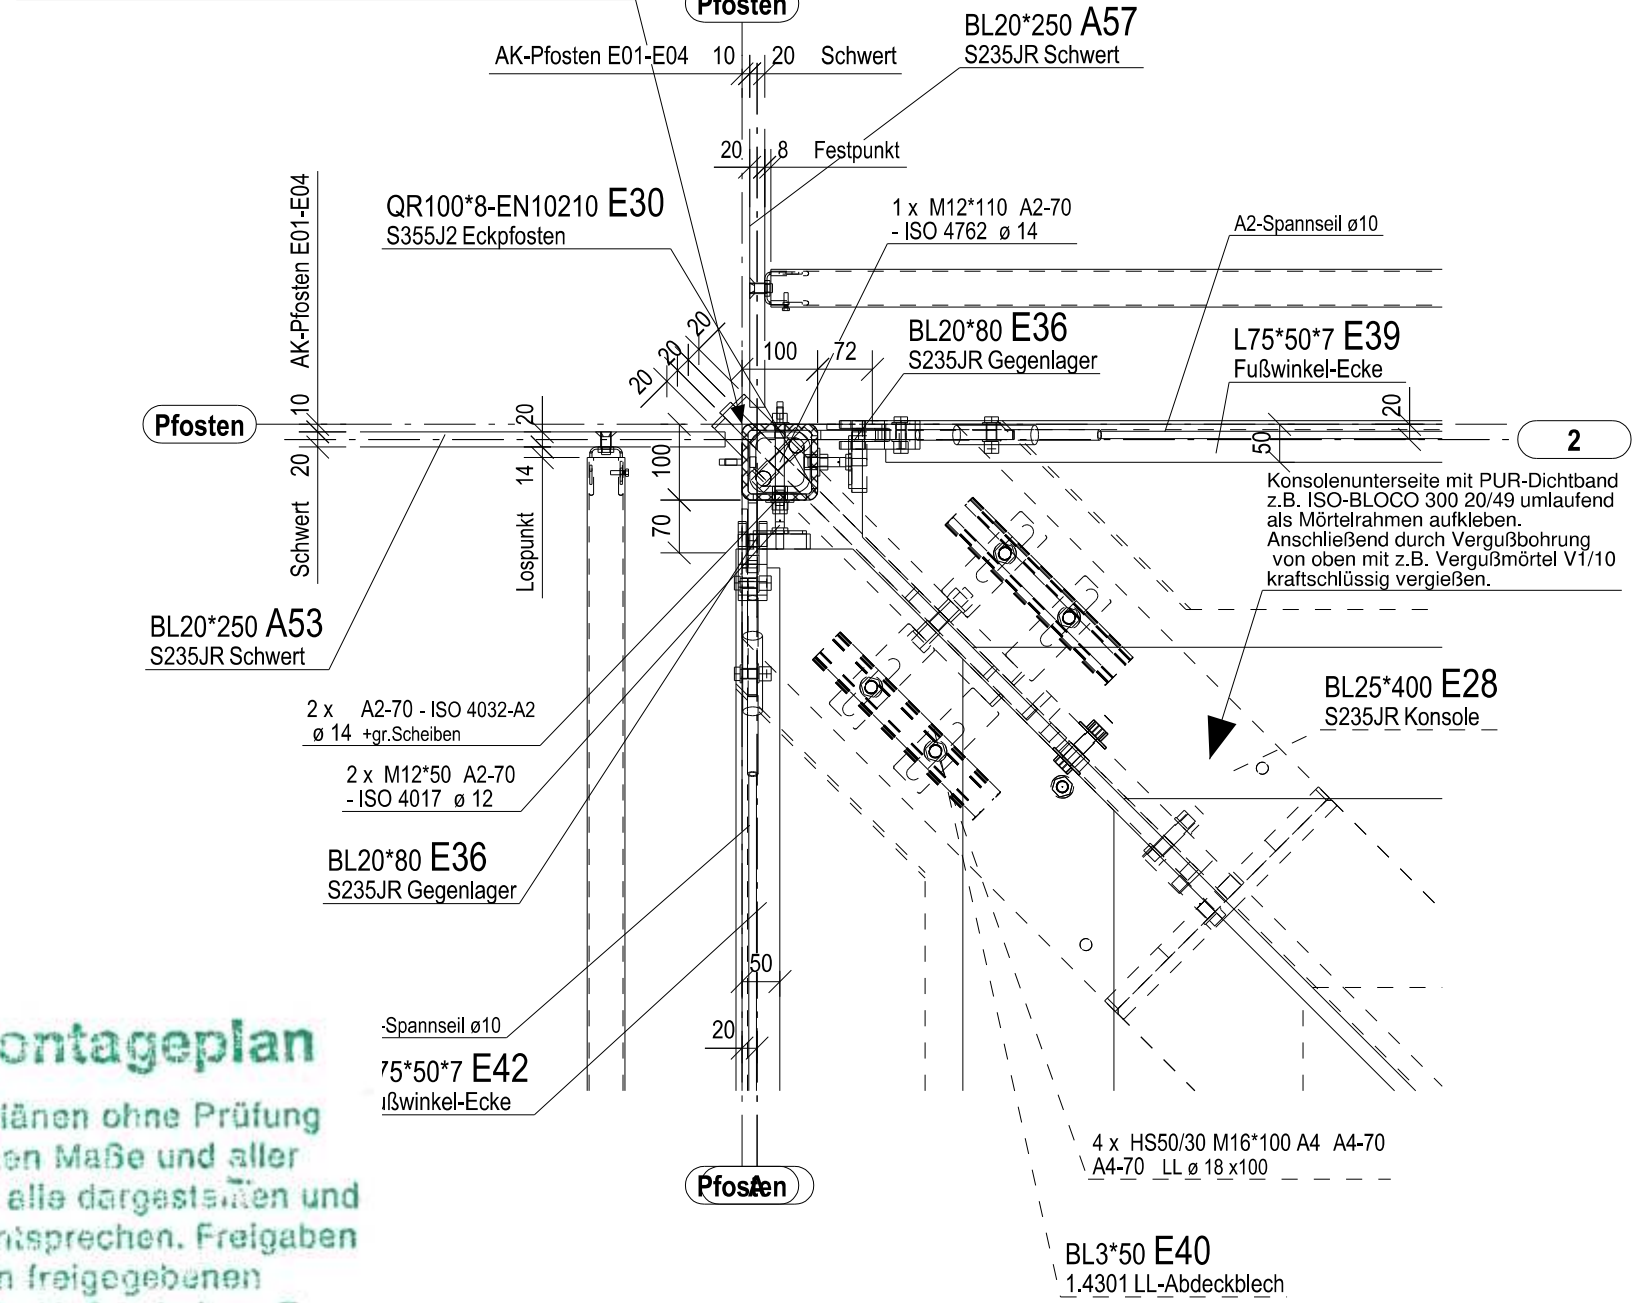 Pfosten
BL20*250 A57
S235JR Schwert
AK-Pfosten E01-E04 10 20 Schwert
20 8 Festpunkt
AK-Pfosten E01-E04
10
20
Schwert
QR100*8-EN10210 E30
S355J2 Eckpfosten
1 x M12*110 A2-70
- ISO 4762 ø 14
A2-Spannseil ø10
20
20
20
100 72
BL20*80 E36
S235JR Gegenlager
L75*50*7 E39
Fußwinkel-Ecke
Pfosten
20
14
Lospunkt
100
70
20
50
2
Konsolenunterseite mit PUR-Dichtband
z.B. ISO-BLOCO 300 20/49 umlaufend
als Mörtelrahmen aufkleben.
Anschließend durch Vergußbohrung
von oben mit z.B. Vergußmörtel V1/10
kraftschlüssig vergießen.
BL20*250 A53
S235JR Schwert
BL25*400 E28
S235JR Konsole
2 x A2-70 - ISO 4032-A2
ø 14 +gr.Scheiben
2 x M12*50 A2-70
- ISO 4017 ø 12
BL20*80 E36
S235JR Gegenlager
50
20
-Spannseil ø10
75*50*7 E42
ußwinkel-Ecke
ontageplan
länen ohne Prüfung
en Maße und aller
alle dargestellten und
ntsprechen. Freigaben
n freigegebenen
4 x HS50/30 M16*100 A4 A4-70
A4-70 LL ø 18 x100
Pfosten
A
BL3*50 E40
1.4301 LL-Abdeckblech